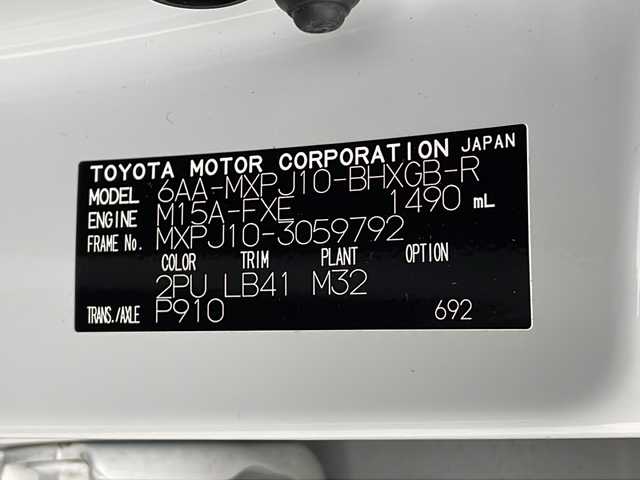 TOYOTA MOTOR CORPORATION JAPAN
MODEL 6AA-MXPJ10-BHXGB-R
ENGINE M15A-FXE 1490 mL
FRAME No. MXPJ10-3059792
COLOR TRIM PLANT OPTION
2PU LB41 M32
TRANS./AXLE P910 692